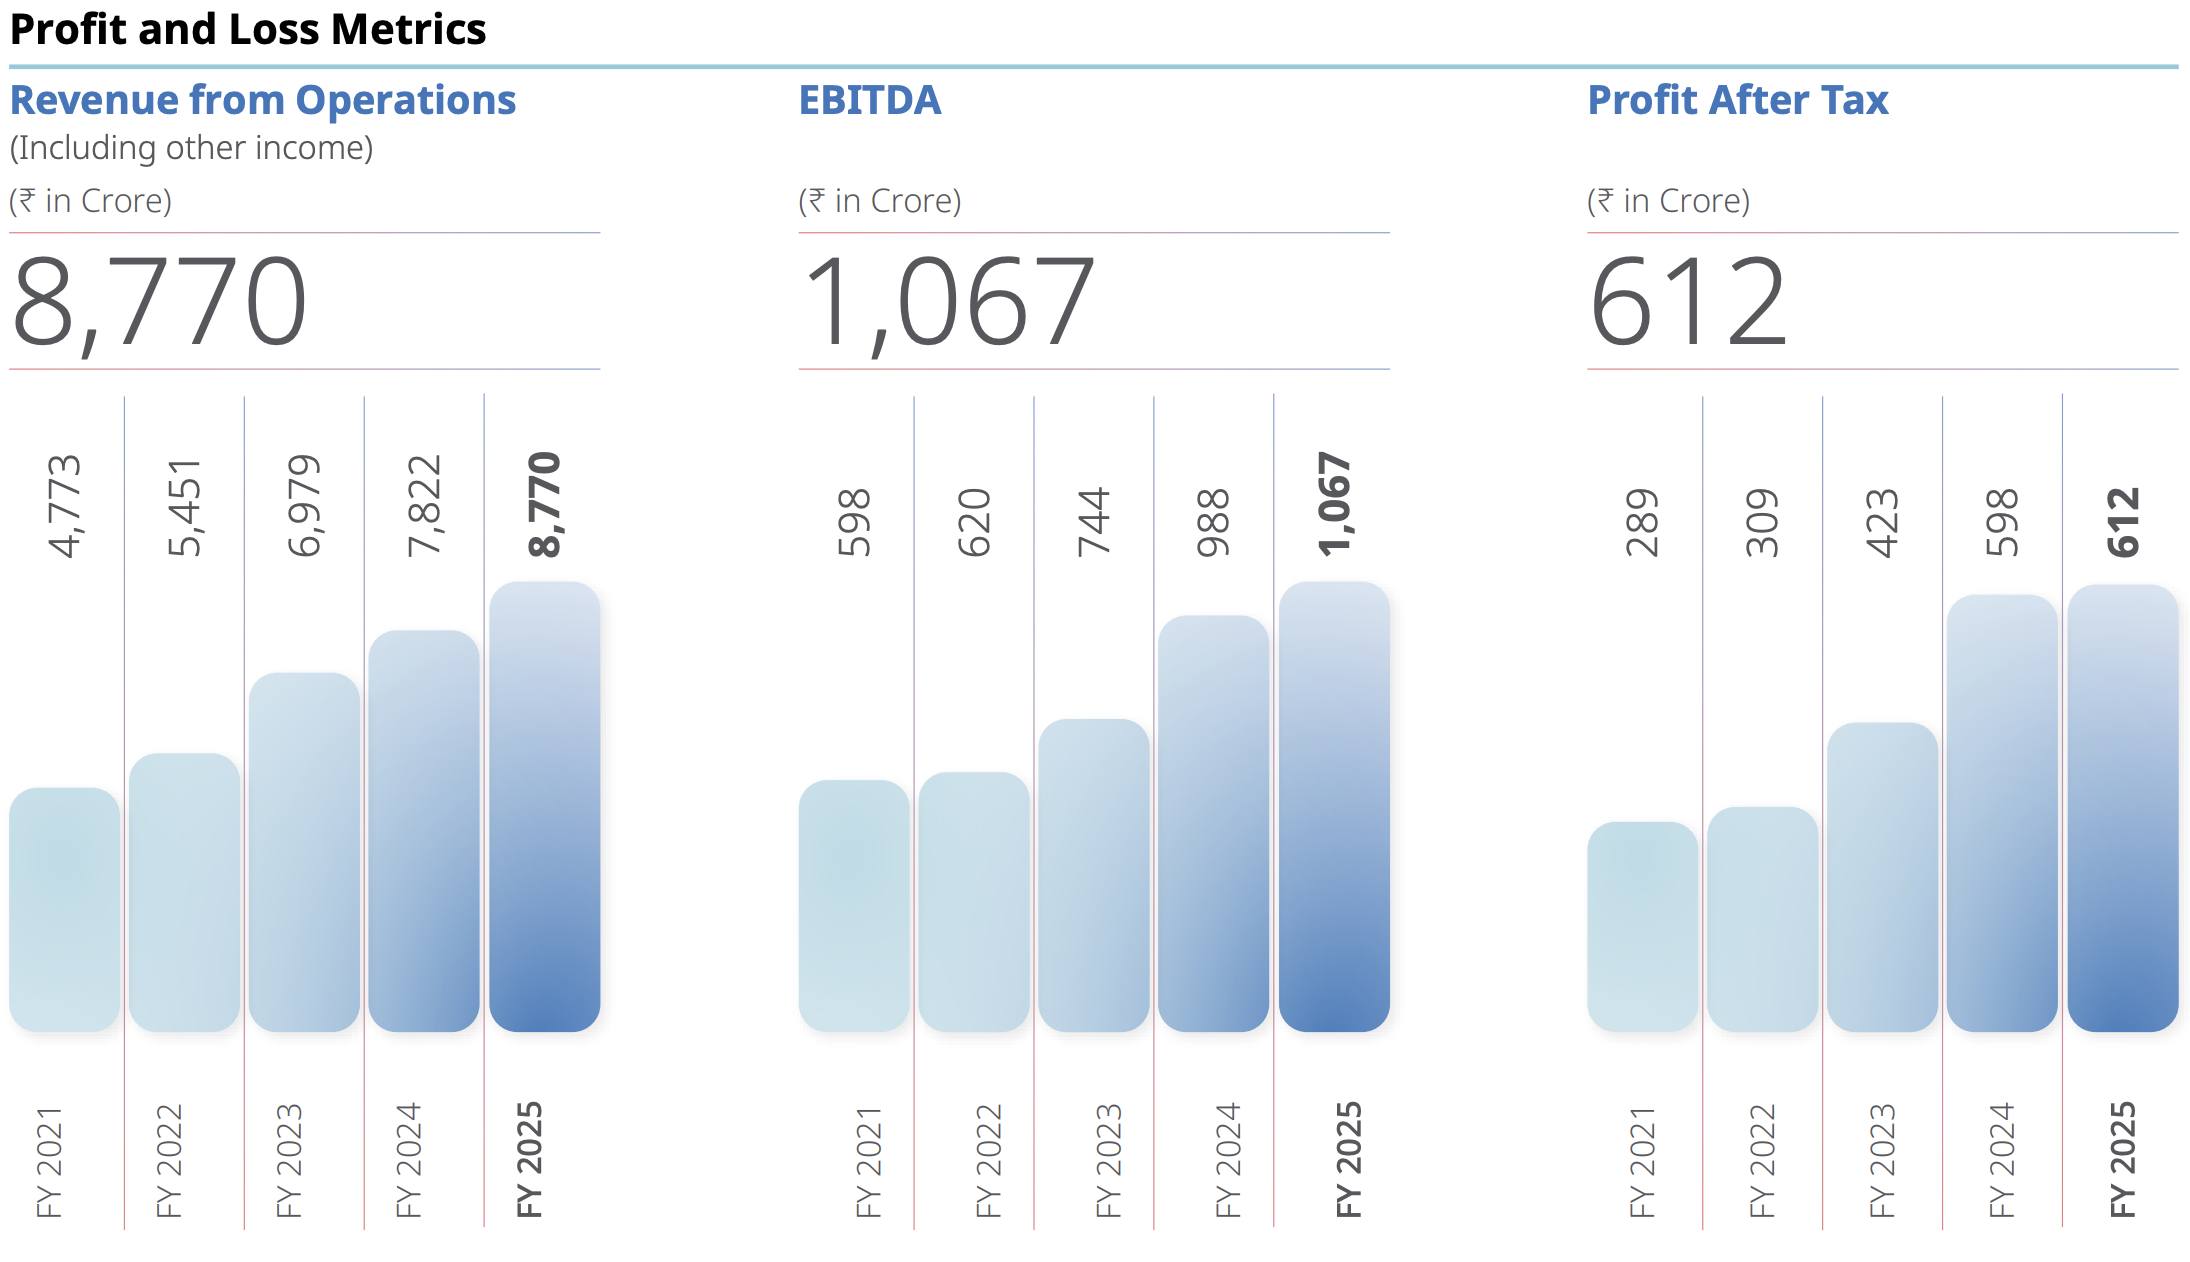 Profit and Loss Metrics
Revenue from Operations
(Including other income)
(₹ in Crore)
8,770
4,773
5,451
6,979
7,822
8,770
FY 2021
FY 2022
FY 2023
FY 2024
FY 2025
EBITDA
(₹ in Crore)
1,067
598
620
744
988
1,067
FY 2021
FY 2022
FY 2023
FY 2024
FY 2025
Profit After Tax
(₹ in Crore)
612
289
309
423
598
612
FY 2021
FY 2022
FY 2023
FY 2024
FY 2025